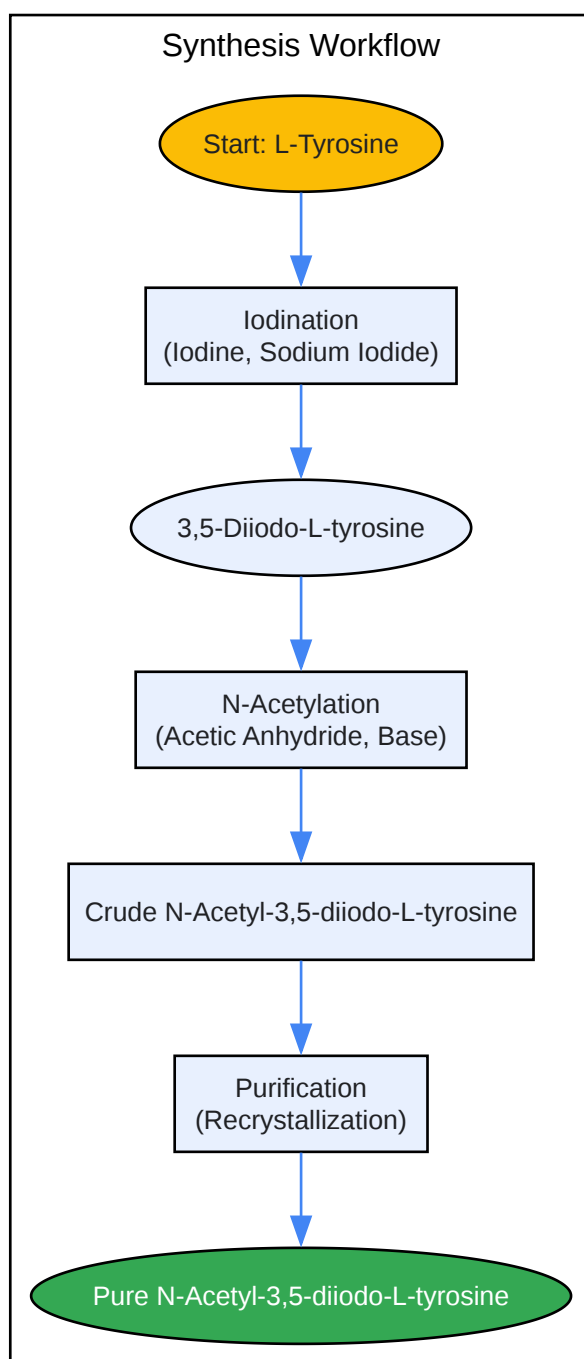 Synthesis Workflow
Start: L-Tyrosine
Iodination
(Iodine, Sodium Iodide)
3,5-Diiodo-L-tyrosine
N-Acetylation
(Acetic Anhydride, Base)
Crude N-Acetyl-3,5-diiodo-L-tyrosine
Purification
(Recrystallization)
Pure N-Acetyl-3,5-diiodo-L-tyrosine